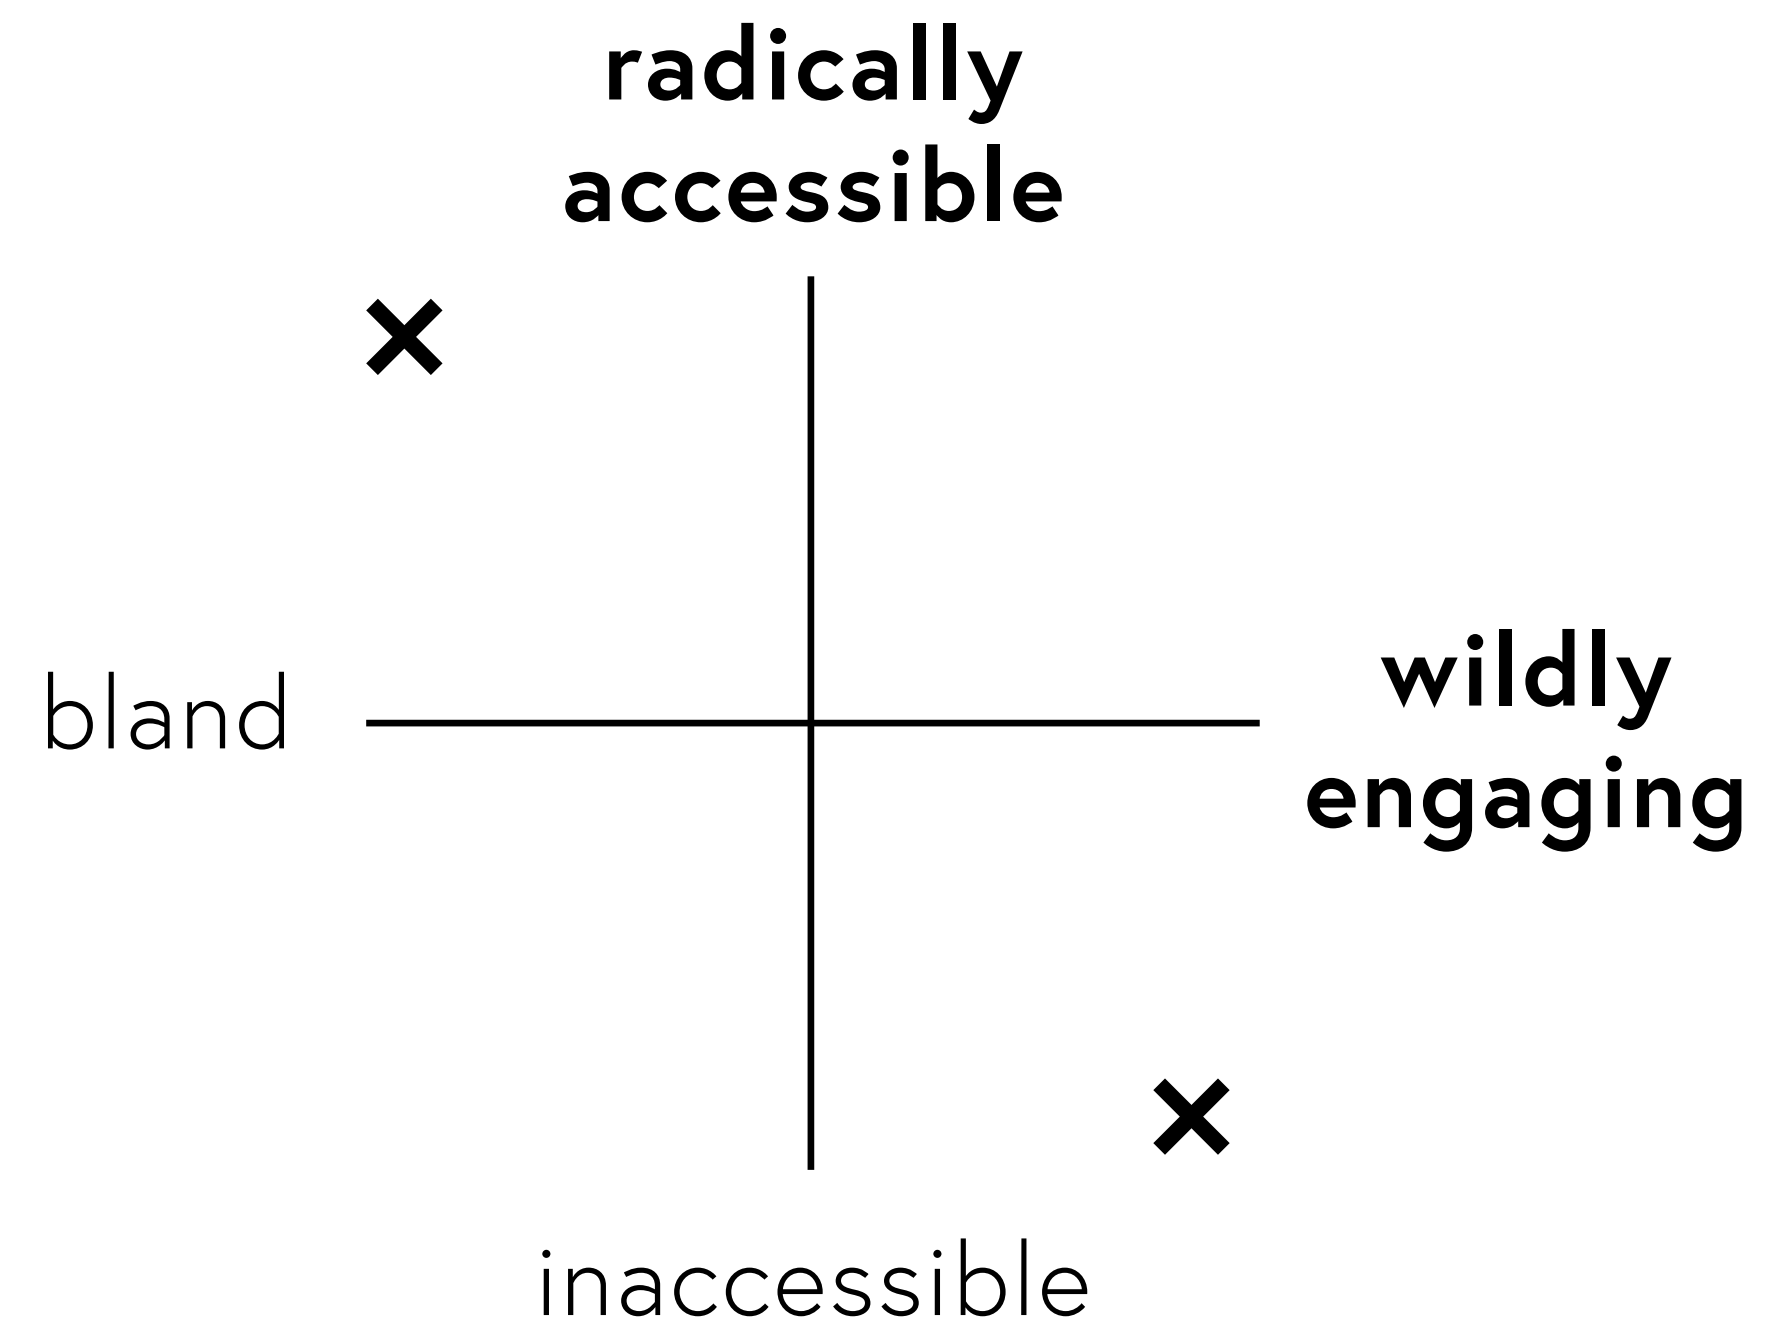 radically
accessible
bland
wildly
engaging
inaccessible